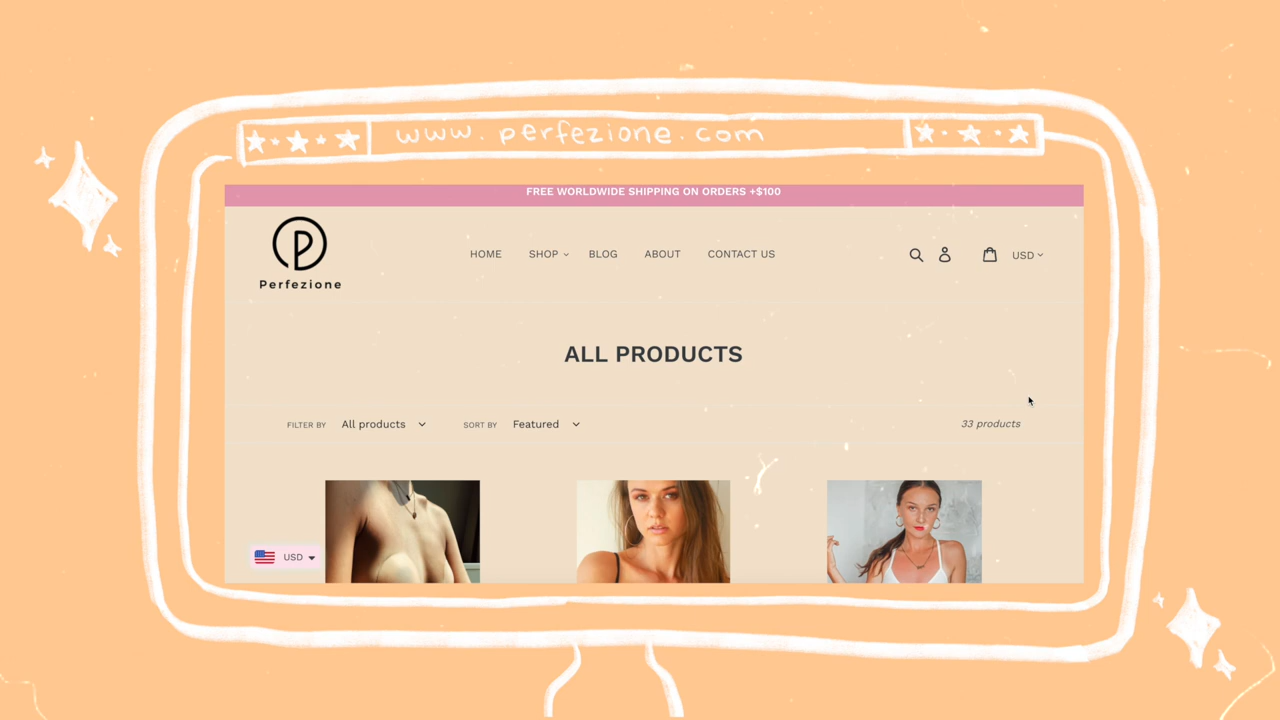 www.perfezione.com
FREE WORLDWIDE SHIPPING ON ORDERS +$100
P
Perfezione
HOME SHOP BLOG ABOUT CONTACT US USD
ALL PRODUCTS
FILTER BY All products SORT BY Featured 33 products
USD